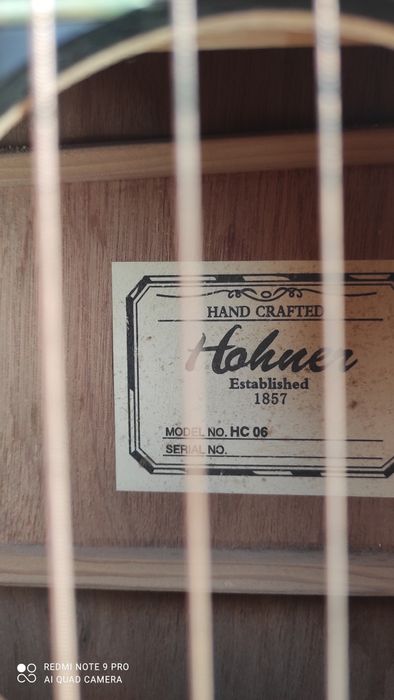 HAND CRAFTED
Hohner
Established
1857
MODEL NO. HC 06
SERIAL NO.
REDMI NOTE 9 PRO
AI QUAD CAMERA